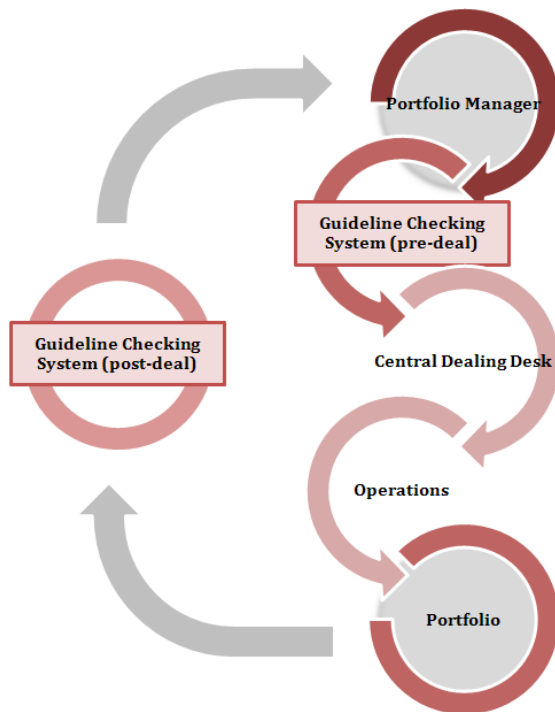 Portfolio Manager
Guideline Checking
System (pre-deal)
Guideline Checking
System (post-deal)
Central Dealing Desk
Operations
Portfolio